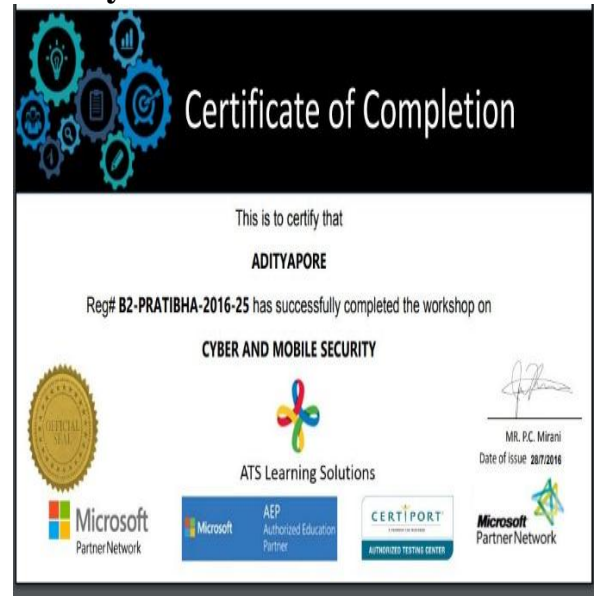 Certificate of Completion
This is to certify that
ADITYAPORE
Reg# B2-PRATIBHA-2016-25 has successfully completed the workshop on
CYBER AND MOBILE SECURITY
OFFICIAL
SEAL
ATS Learning Solutions
MR. P.C. Mirani
Date of issue 28/7/2016
Microsoft
Partner Network
Microsoft
AEP
Authorized Education
Partner
CERTIPORT
AUTHORIZED TESTING CENTER
Microsoft
Partner Network